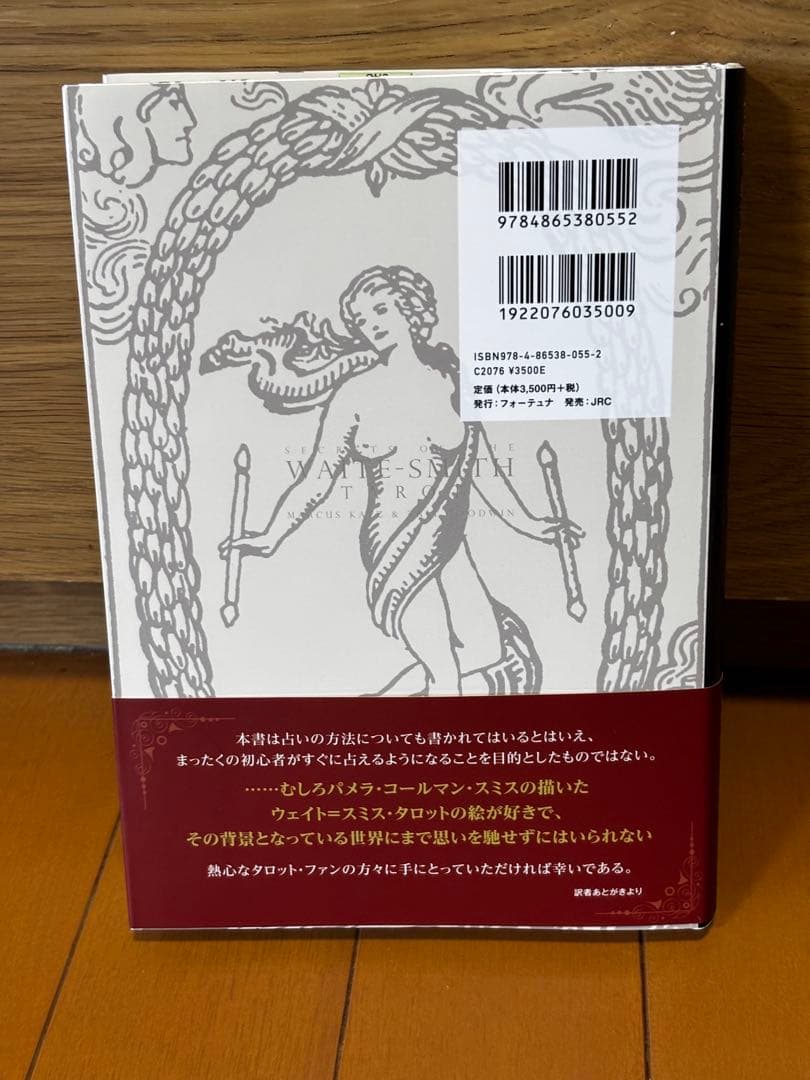 9784865380552
1922076035009
ISBN978-4-86538-055-2
C2076 ¥3500E
定価(本体3,500円+税)
発行:フォーテュナ 発売:JRC
SECRETS OF THE
WAITE-SMITH
TAROT
MARCUS KATZ & GOODWIN
本書は占いの方法についても書かれてはいるとはいえ、
まったくの初心者がすぐに占えるようになることを目的としたものではない。
……むしろパメラ・コールマン・スミスの描いた
ウェイト=スミス・タロットの絵が好きで、
その背景となっている世界にまで思いを馳せずにはいられない
熱心なタロット・ファンの方々に手にとっていただければ幸いである。
訳者あとがきより